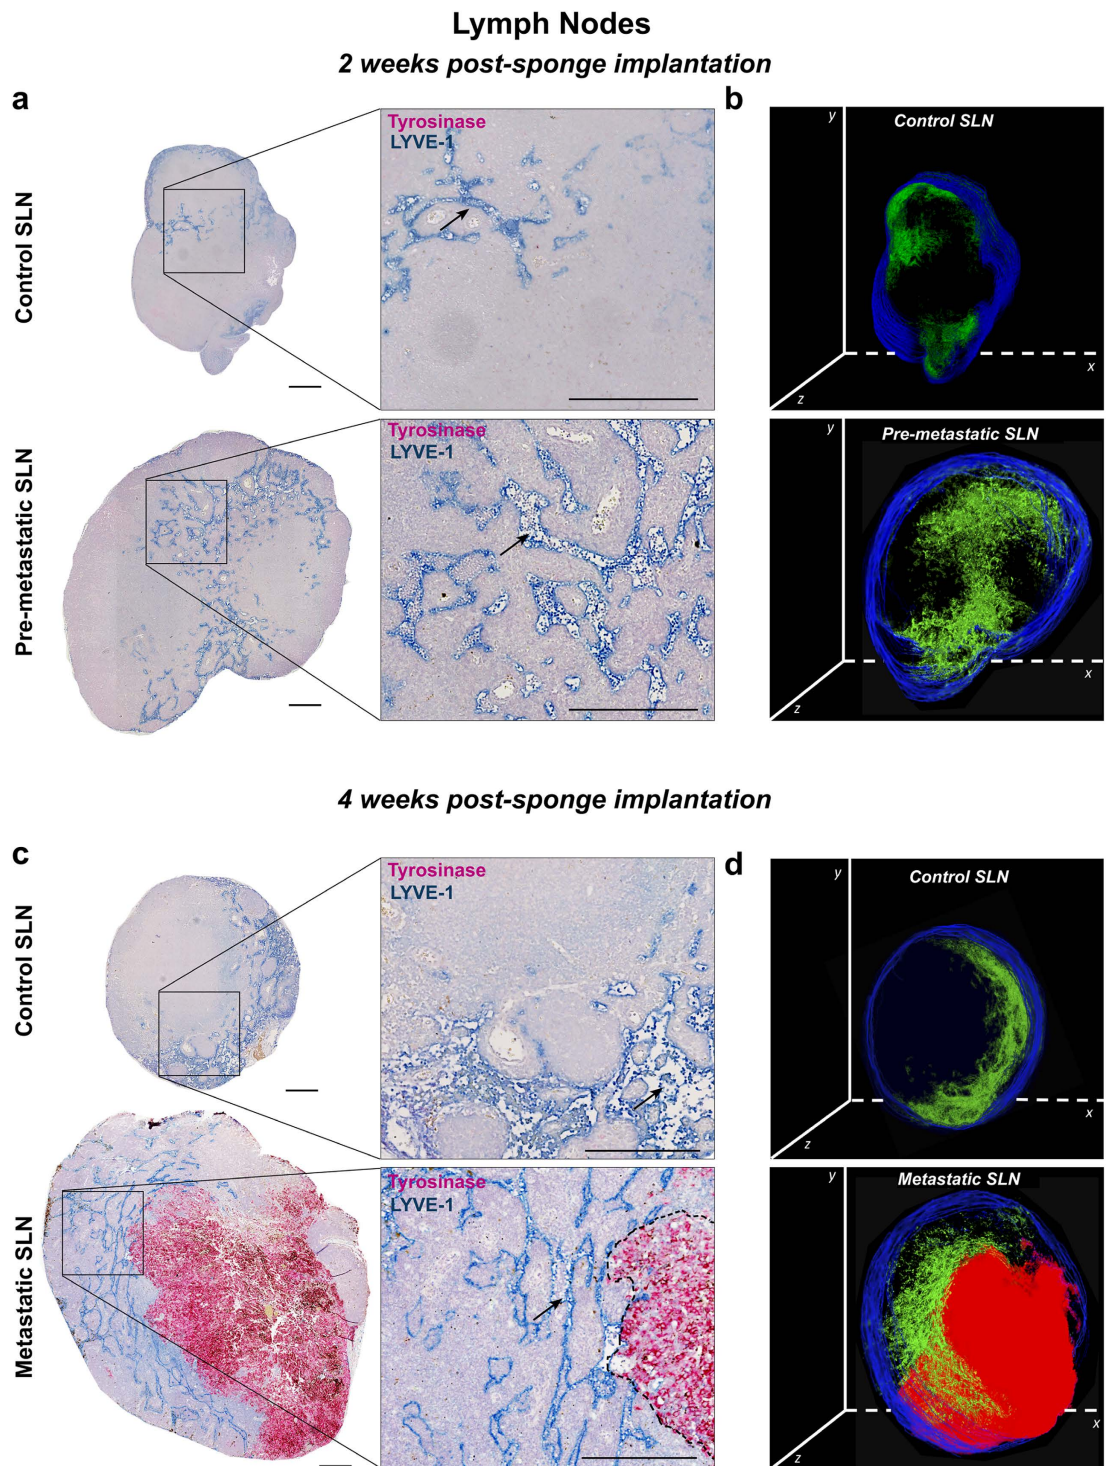 Lymph Nodes
2 weeks post-sponge implantation
a
b
Control SLN
Tyrosinase
LYVE-1
y
Control SLN
x
z
Pre-metastatic SLN
Tyrosinase
LYVE-1
y
Pre-metastatic SLN
x
z
4 weeks post-sponge implantation
c
d
Control SLN
Tyrosinase
LYVE-1
y
Control SLN
x
z
Metastatic SLN
Tyrosinase
LYVE-1
y
Metastatic SLN
x
z